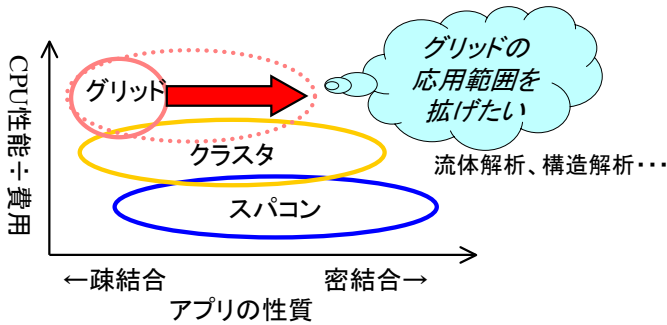 グリッドの
応用範囲を
拡げたい
グリッド
クラスタ
スパコン
流体解析、構造解析・・・
CPU性能÷費用
←疎結合
密結合→
アプリの性質